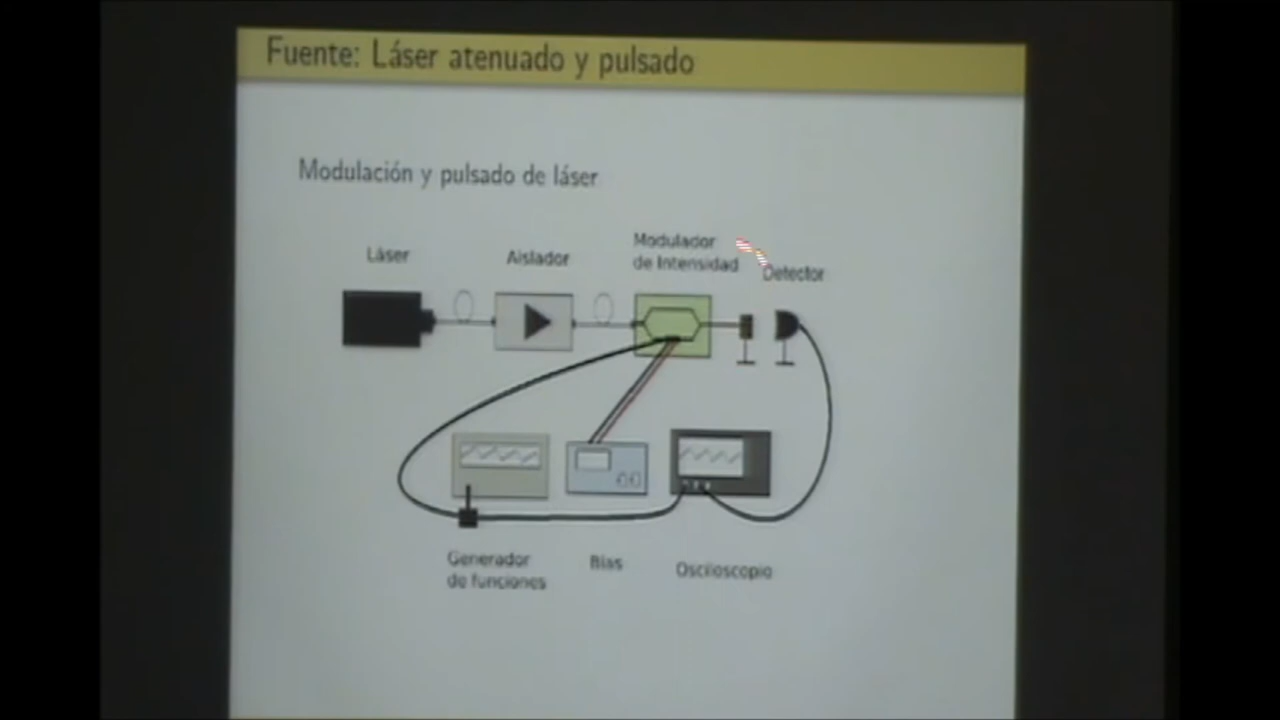 Fuente: Láser atenuado y pulsado
Modulación y pulsado de láser
Láser
Aislador
Modulador
de Intensidad
Detector
Generador
de funciones
Bias
Osciloscopio